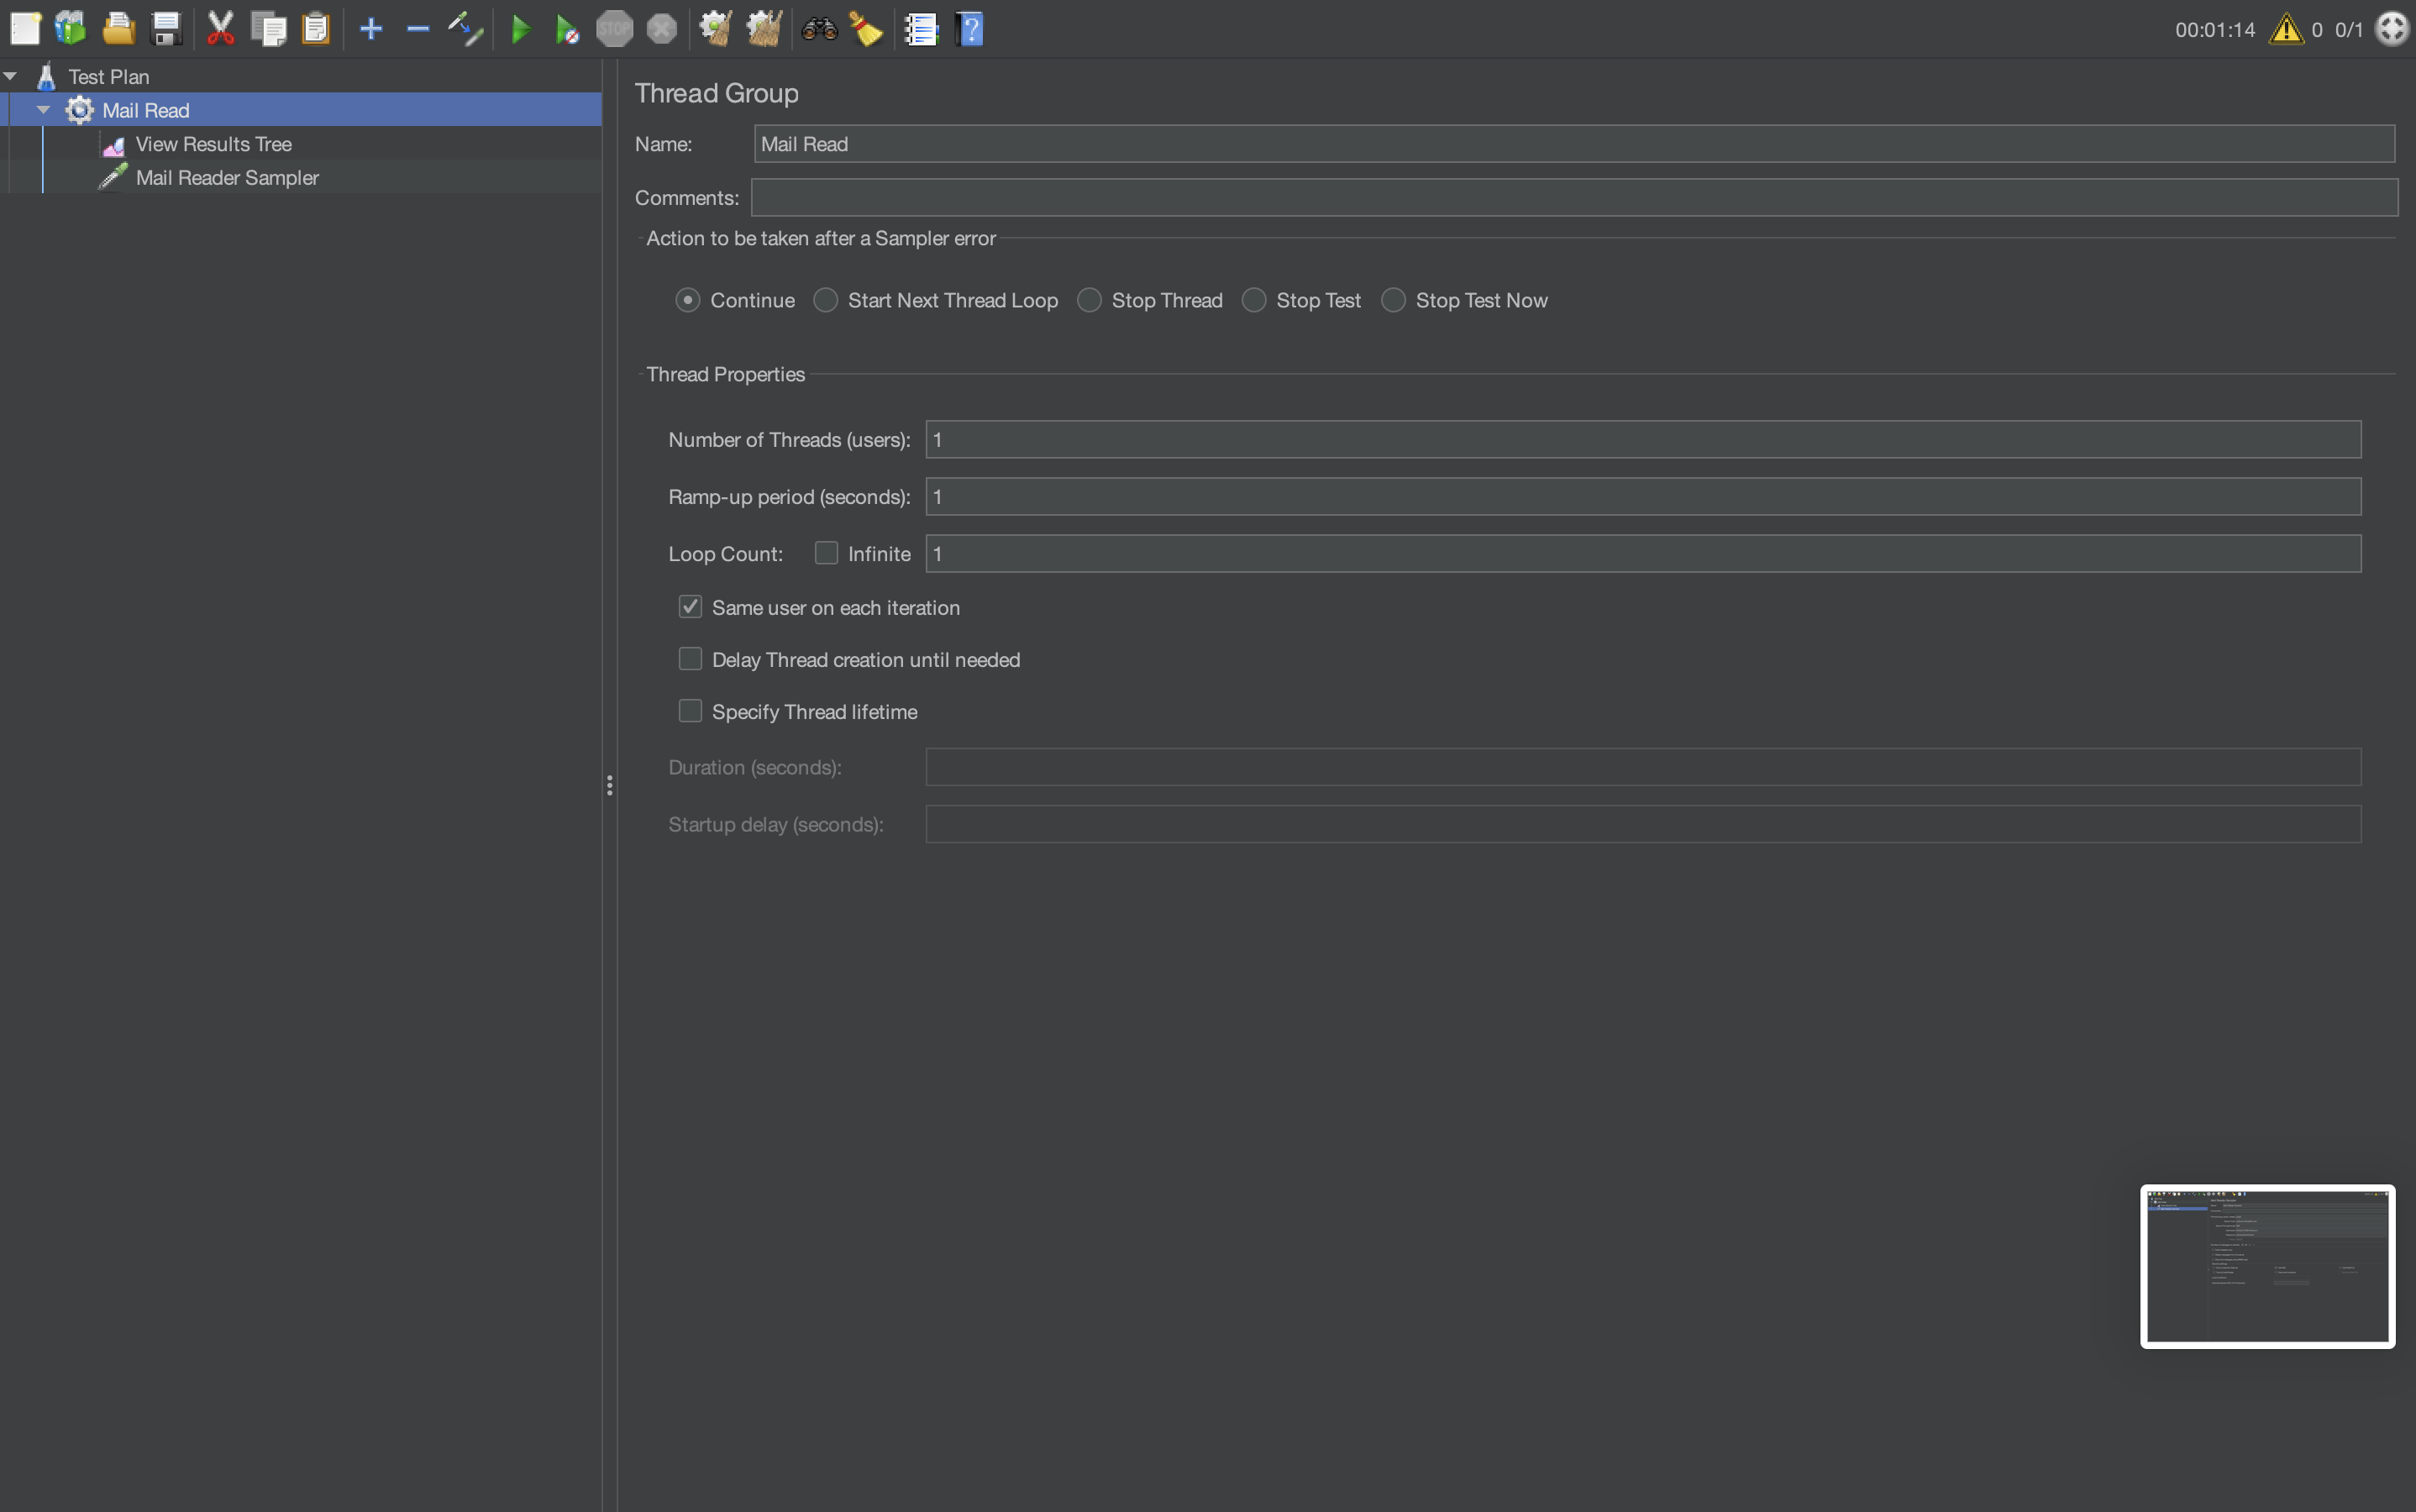 STOP
00:01:14 0 0/1
Test Plan
Mail Read
View Results Tree
Mail Reader Sampler
Thread Group
Name: Mail Read
Comments:
Action to be taken after a Sampler error
Continue Start Next Thread Loop Stop Thread Stop Test Stop Test Now
Thread Properties
Number of Threads (users): 1
Ramp-up period (seconds): 1
Loop Count: Infinite 1
Same user on each iteration
Delay Thread creation until needed
Specify Thread lifetime
Duration (seconds):
Startup delay (seconds):